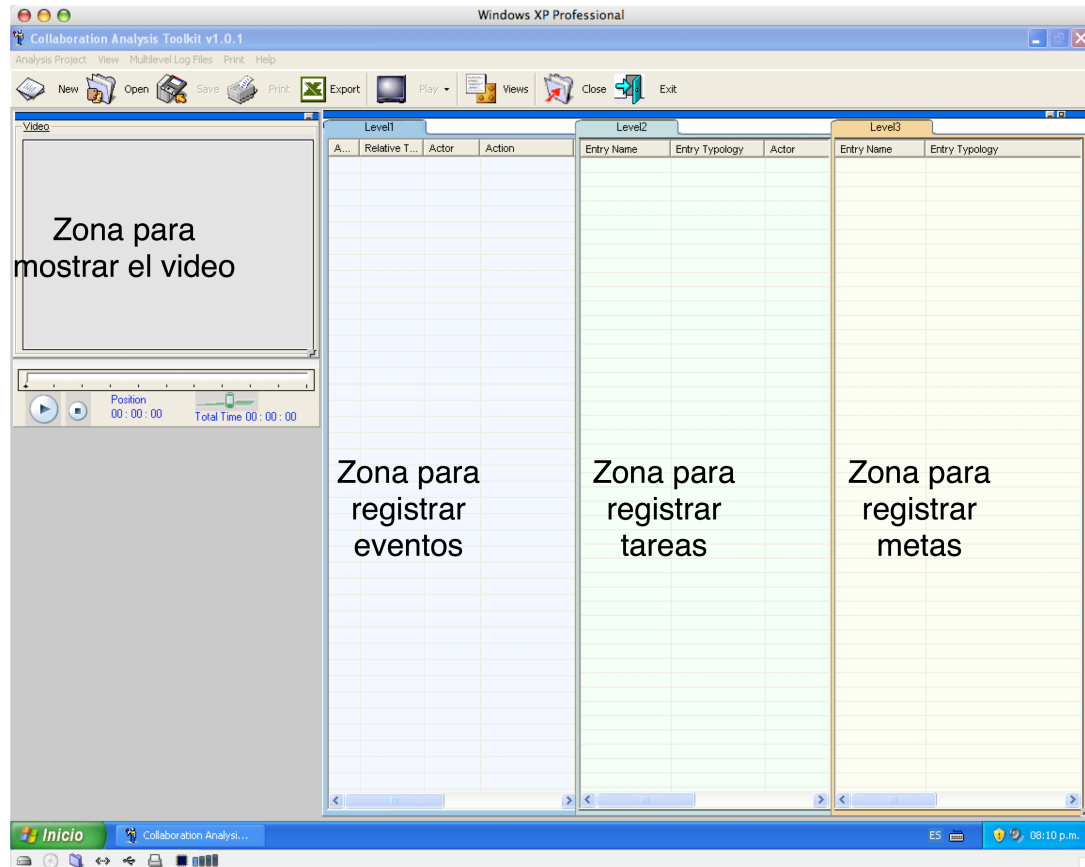 Windows XP Professional
Collaboration Analysis Toolkit v1.0.1
Analysis Project View Multilevel Log Files Print Help
New Open Save Print Export Play Views Close Exit
Video
Zona para
mostrar el video
Position
00 : 00 : 00
Total Time 00 : 00 : 00
Level1
A... Relative T... Actor Action
Zona para
registrar
eventos
Level2
Entry Name Entry Typology Actor
Zona para
registrar
tareas
Level3
Entry Name Entry Typology
Zona para
registrar
metas
Inicio
Collaboration Analysi...
ES
08:10 p.m.